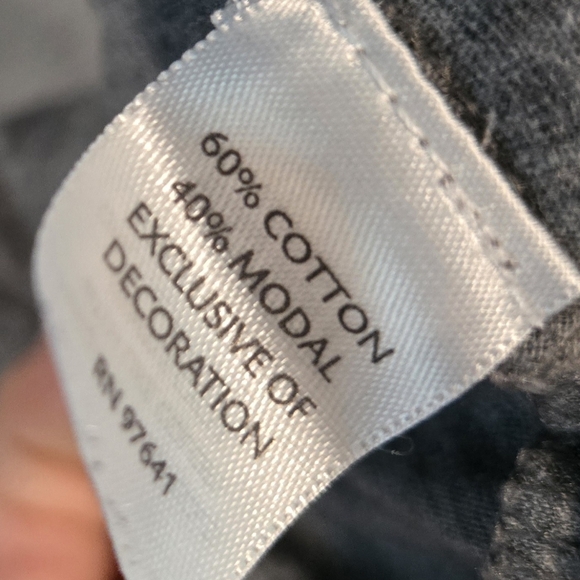 60% COTTON
40% MODAL
EXCLUSIVE OF
DECORATION
RN 97641